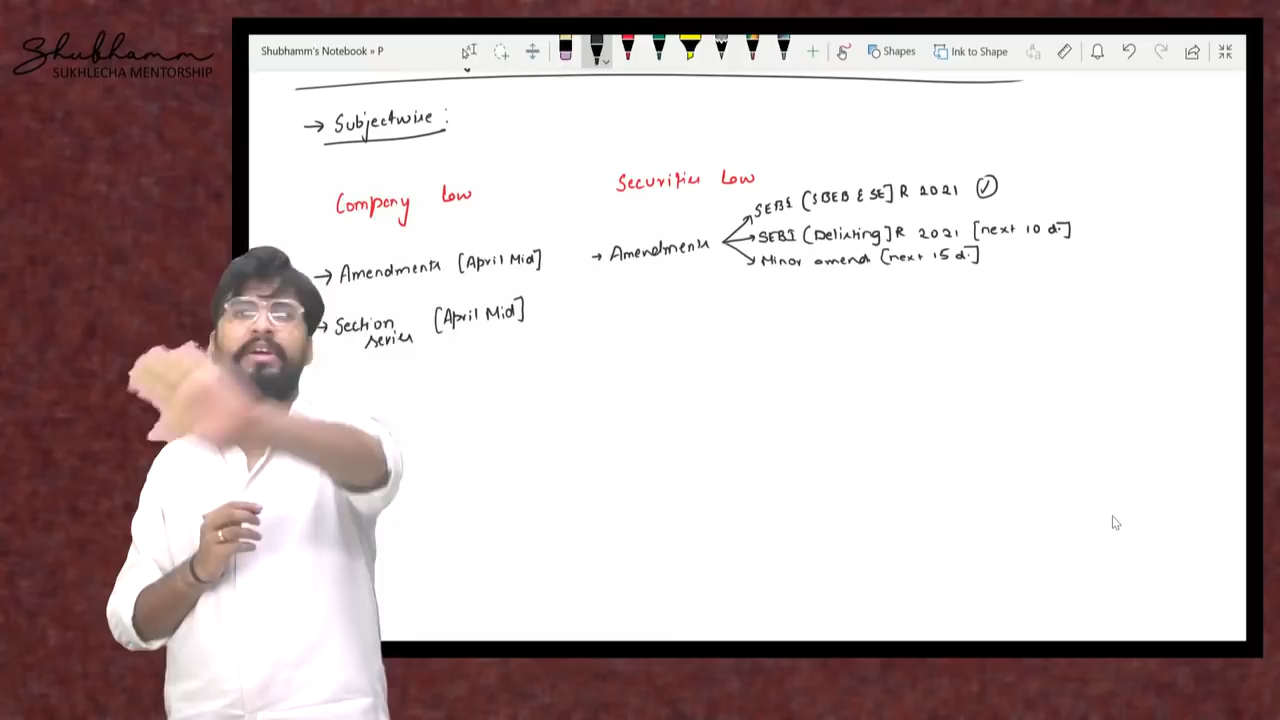 Shubhamm
SUKHLECHA MENTORSHIP
Shubhamm's Notebook » P
Shapes
Ink to Shape
→ Subjectwise :
Company Law
→ Amendments [April Mid]
→ Section series [April Mid]
Securities Law
→ Amendments
SEBI [SBEB & SE] R 2021
SEBI (Delisting] R 2021 [next 10 d.]
Minor amend [next 15 d.]